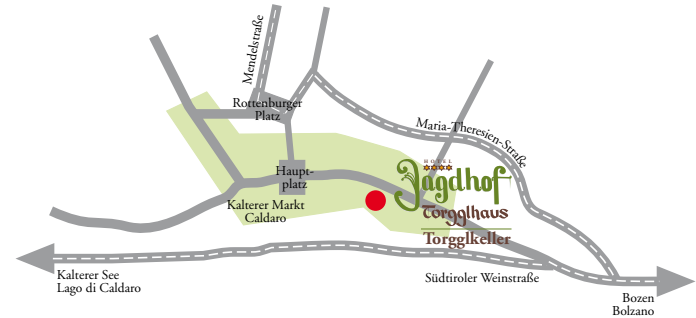 Mendelstraße
Rottenburger
Platz
Maria-Theresien-Straße
HOTEL
Jagdhof
Torgglhaus
Torgglkeller
Haupt-
platz
Kalterer Markt
Caldaro
Südtiroler Weinstraße
Kalterer See
Lago di Caldaro
Bozen
Bolzano